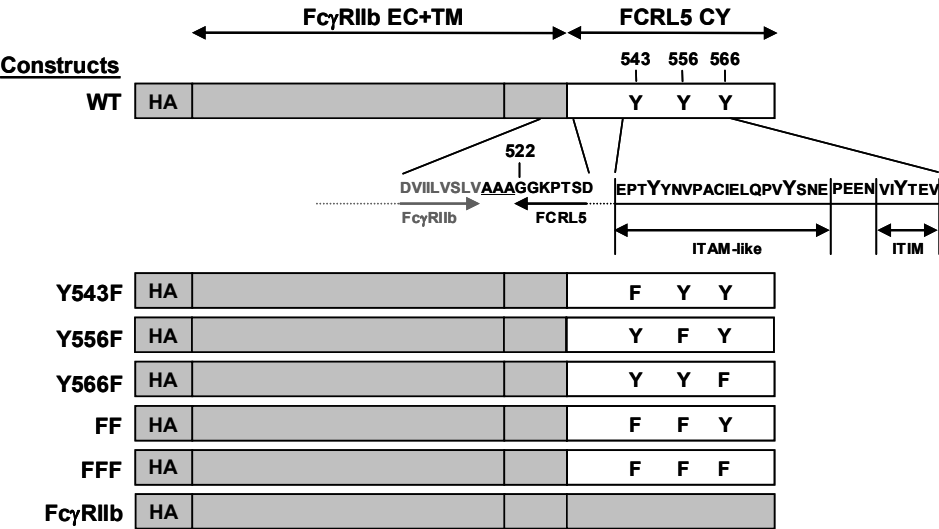 FcγRIIb EC+TM FCRL5 CY
Constructs
543 556 566
WT HA Y Y Y
522
DVIILVSLVAAAGGKPTSD EPTYYNVPACIELQPVYSNE PEEN VIYTEV
FcγRIIb FCRL5
ITAM-like ITIM
Y543F HA F Y Y
Y556F HA Y F Y
Y566F HA Y Y F
FF HA F F Y
FFF HA F F F
FcγRIIb HA